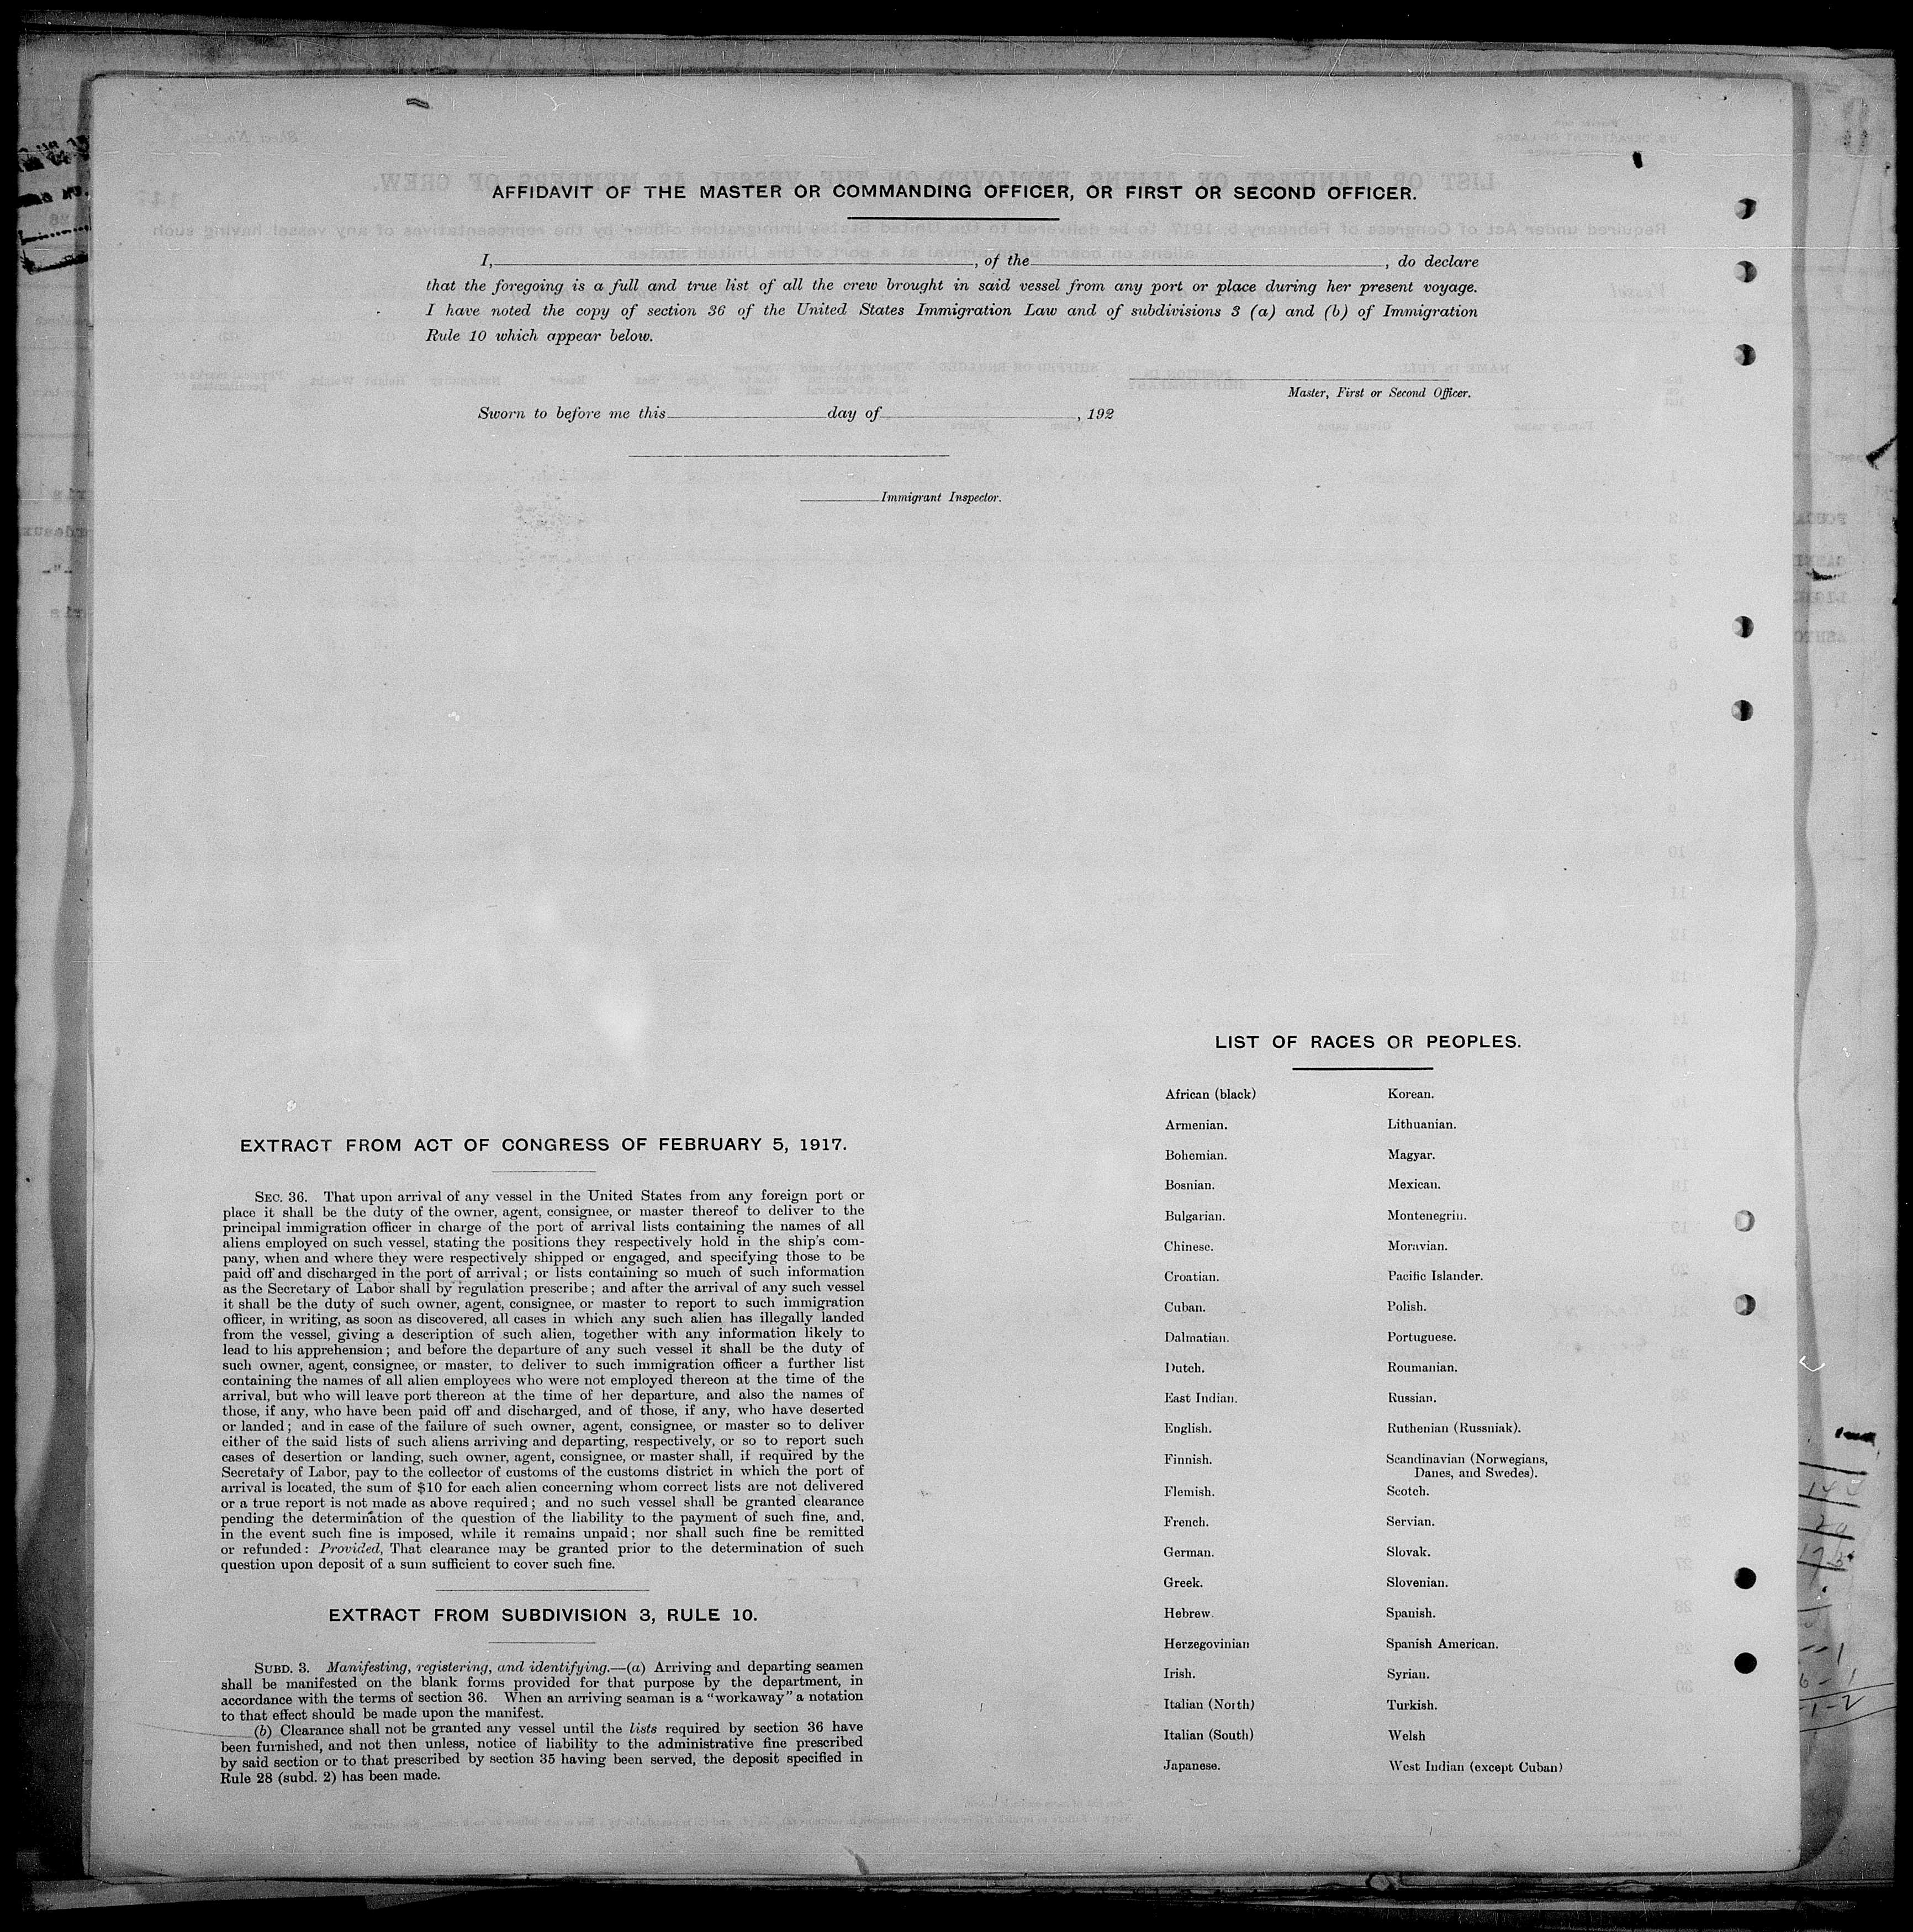 AFFIDAVIT OF THE MASTER OR COMMANDING OFFICER, OR FIRST OR SECOND OFFICER.
I, , of the , do declare
that the foregoing is a full and true list of all the crew brought in said vessel from any port or place during her present voyage.
I have noted the copy of section 36 of the United States Immigration Law and of subdivisions 3 (a) and (b) of Immigration
Rule 10 which appear below.
Master, First or Second Officer.
Sworn to before me this day of , 192
Immigrant Inspector.
EXTRACT FROM ACT OF CONGRESS OF FEBRUARY 5, 1917.
SEC. 36. That upon arrival of any vessel in the United States from any foreign port or
place it shall be the duty of the owner, agent, consignee, or master thereof to deliver to the
principal immigration officer in charge of the port of arrival lists containing the names of all
aliens employed on such vessel, stating the positions they respectively hold in the ship's com-
pany, when and where they were respectively shipped or engaged, and specifying those to be
paid off and discharged in the port of arrival; or lists containing so much of such information
as the Secretary of Labor shall by regulation prescribe; and after the arrival of any such vessel
it shall be the duty of such owner, agent, consignee, or master to report to such immigration
officer, in writing, as soon as discovered, all cases in which any such alien has illegally landed
from the vessel, giving a description of such alien, together with any information likely to
lead to his apprehension; and before the departure of any such vessel it shall be the duty of
such owner, agent, consignee, or master, to deliver to such immigration officer a further list
containing the names of all alien employees who were not employed thereon at the time of the
arrival, but who will leave port thereon at the time of her departure, and also the names of
those, if any, who have been paid off and discharged, and of those, if any, who have deserted
or landed; and in case of the failure of such owner, agent, consignee, or master so to deliver
either of the said lists of such aliens arriving and departing, respectively, or so to report such
cases of desertion or landing, such owner, agent, consignee, or master shall, if required by the
Secretary of Labor, pay to the collector of customs of the customs district in which the port of
arrival is located, the sum of $10 for each alien concerning whom correct lists are not delivered
or a true report is not made as above required; and no such vessel shall be granted clearance
pending the determination of the question of the liability to the payment of such fine, and,
in the event such fine is imposed, while it remains unpaid; nor shall such fine be remitted
or refunded: Provided, That clearance may be granted prior to the determination of such
question upon deposit of a sum sufficient to cover such fine.
EXTRACT FROM SUBDIVISION 3, RULE 10.
SUBD. 3. Manifesting, registering, and identifying.—(a) Arriving and departing seamen
shall be manifested on the blank forms provided for that purpose by the department, in
accordance with the terms of section 36. When an arriving seaman is a "workaway" a notation
to that effect should be made upon the manifest.
(b) Clearance shall not be granted any vessel until the lists required by section 36 have
been furnished, and not then unless, notice of liability to the administrative fine prescribed
by said section or to that prescribed by section 35 having been served, the deposit specified in
Rule 28 (subd. 2) has been made.
LIST OF RACES OR PEOPLES.
African (black)
Armenian.
Bohemian.
Bosnian.
Bulgarian.
Chinese.
Croatian.
Cuban.
Dalmatian.
Dutch.
East Indian.
English.
Finnish.
Flemish.
French.
German.
Greek.
Hebrew.
Herzegovinian
Irish.
Italian (North)
Italian (South)
Japanese.
Korean.
Lithuanian.
Magyar.
Mexican.
Montenegrin.
Moravian.
Pacific Islander.
Polish.
Portuguese.
Roumanian.
Russian.
Ruthenian (Russniak).
Scandinavian (Norwegians,
Danes, and Swedes).
Scotch.
Servian.
Slovak.
Slovenian.
Spanish.
Spanish American.
Syrian.
Turkish.
Welsh
West Indian (except Cuban)